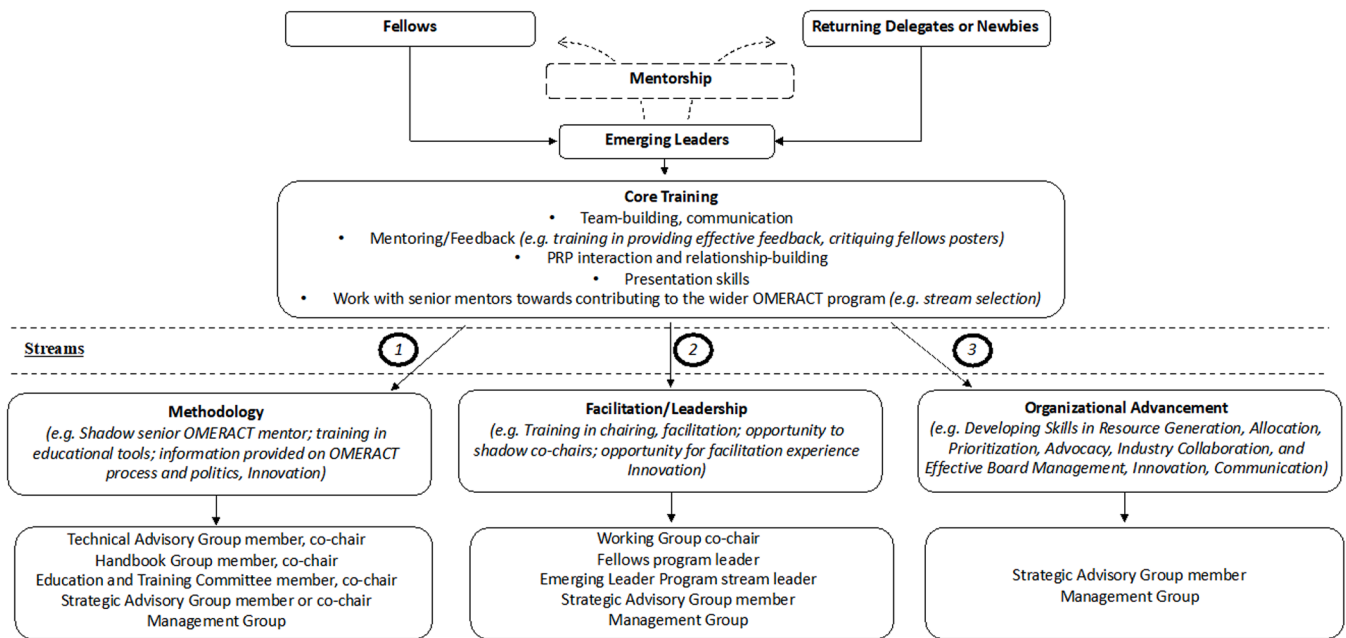 Fellows
Returning Delegates or Newbies
Mentorship
Emerging Leaders
Core Training
• Team-building, communication
• Mentoring/Feedback (e.g. training in providing effective feedback, critiquing fellows posters)
• PRP interaction and relationship-building
• Presentation skills
• Work with senior mentors towards contributing to the wider OMERACT program (e.g. stream selection)
Streams
1
2
3
Methodology
(e.g. Shadow senior OMERACT mentor; training in
educational tools; information provided on OMERACT
process and politics, Innovation)
Facilitation/Leadership
(e.g. Training in chairing, facilitation; opportunity to
shadow co-chairs; opportunity for facilitation experience
Innovation)
Organizational Advancement
(e.g. Developing Skills in Resource Generation, Allocation,
Prioritization, Advocacy, Industry Collaboration, and
Effective Board Management, Innovation, Communication)
Technical Advisory Group member, co-chair
Handbook Group member, co-chair
Education and Training Committee member, co-chair
Strategic Advisory Group member or co-chair
Management Group
Working Group co-chair
Fellows program leader
Emerging Leader Program stream leader
Strategic Advisory Group member
Management Group
Strategic Advisory Group member
Management Group